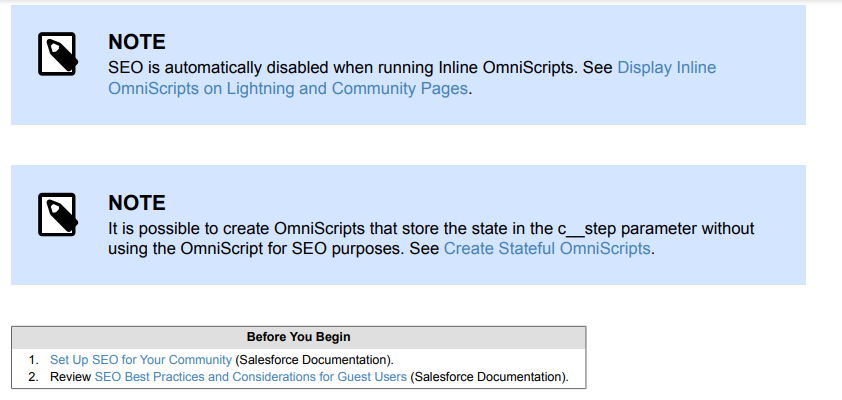 NOTE
SEO is automatically disabled when running Inline OmniScripts. See Display Inline
OmniScripts on Lightning and Community Pages.
NOTE
It is possible to create OmniScripts that store the state in the c__step parameter without
using the OmniScript for SEO purposes. See Create Stateful OmniScripts.
Before You Begin
1. Set Up SEO for Your Community (Salesforce Documentation).
2. Review SEO Best Practices and Considerations for Guest Users (Salesforce Documentation).